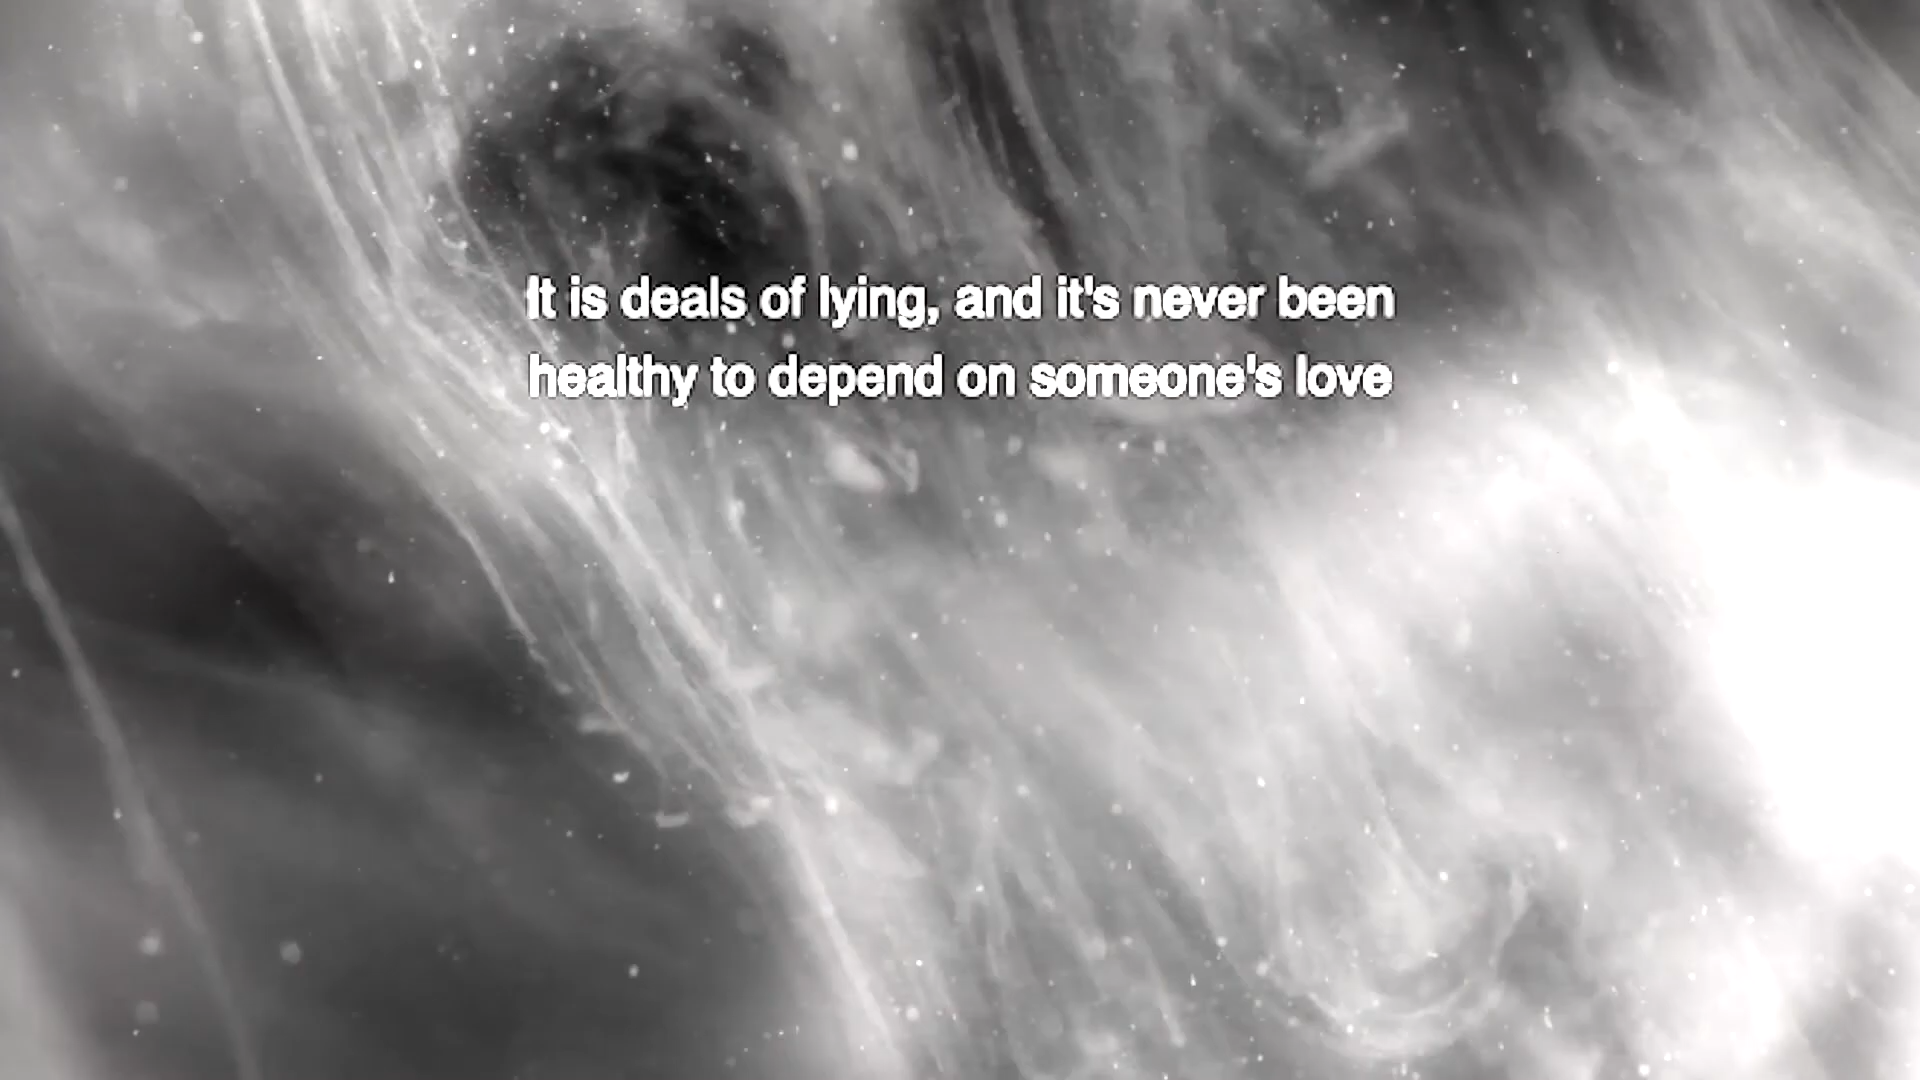 It is deals of lying, and it's never been
healthy to depend on someone's love